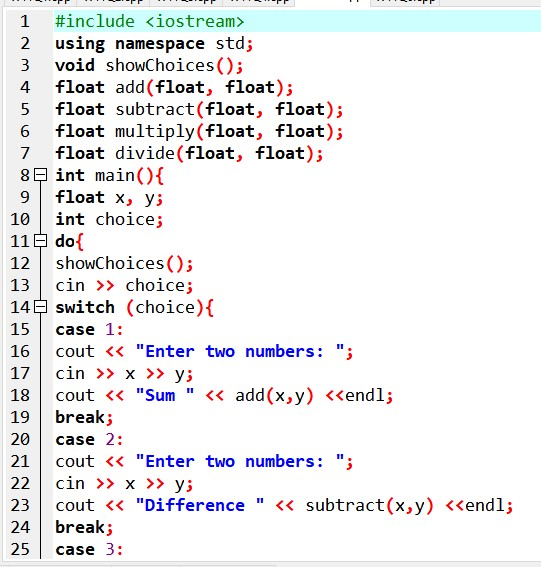 1 #include <iostream>
2 using namespace std;
3 void showChoices();
4 float add(float, float);
5 float subtract(float, float);
6 float multiply(float, float);
7 float divide(float, float);
8 int main(){
9 float x, y;
10 int choice;
11 do{
12 showChoices();
13 cin >> choice;
14 switch (choice){
15 case 1:
16 cout << "Enter two numbers: ";
17 cin >> x >> y;
18 cout << "Sum " << add(x,y) <<endl;
19 break;
20 case 2:
21 cout << "Enter two numbers: ";
22 cin >> x >> y;
23 cout << "Difference " << subtract(x,y) <<endl;
24 break;
25 case 3: